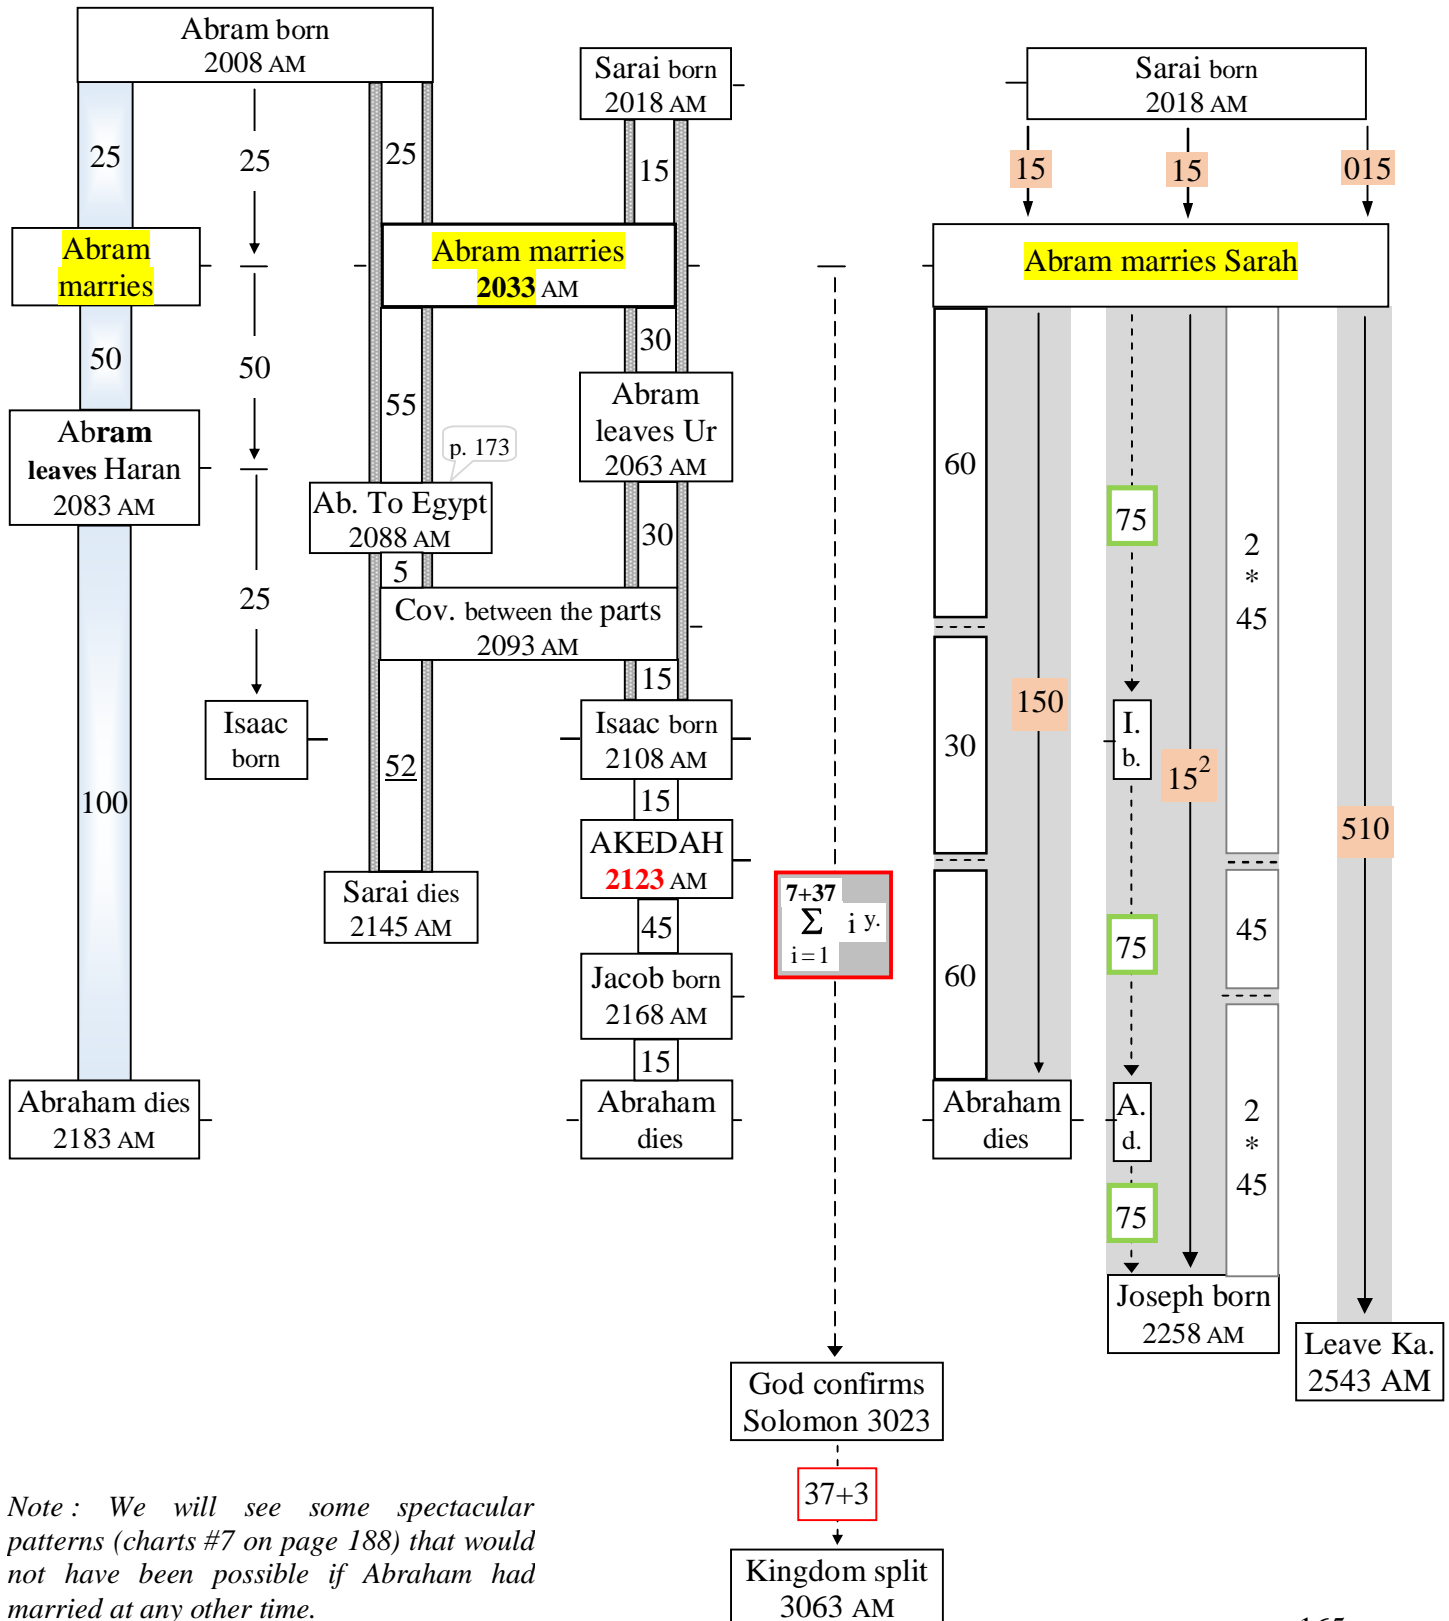 Abram born
2008 AM
Sarai born
2018 AM
Sarai born
2018 AM
25
25
25
15
15
15
015
Abram
marries
Abram marries
2033 AM
Abram marries Sarah
50
50
55
30
Abram
leaves Ur
2063 AM
Abram
leaves Haran
2083 AM
p. 173
60
75
2
*
45
Ab. To Egypt
2088 AM
30
5
25
Cov. between the parts
2093 AM
15
Isaac
born
Isaac born
2108 AM
52
150
30
I.
b.
15²
100
15
510
AKEDAH
2123 AM
Sarai dies
2145 AM
7+37
Σ i y.
i = 1
45
75
45
60
Jacob born
2168 AM
15
Abraham dies
2183 AM
Abraham
dies
Abraham
dies
A.
d.
2
*
45
75
Joseph born
2258 AM
Leave Ka.
2543 AM
God confirms
Solomon 3023
37+3
Kingdom split
3063 AM
Note : We will see some spectacular
patterns (charts #7 on page 188) that would
not have been possible if Abraham had
married at any other time.
165